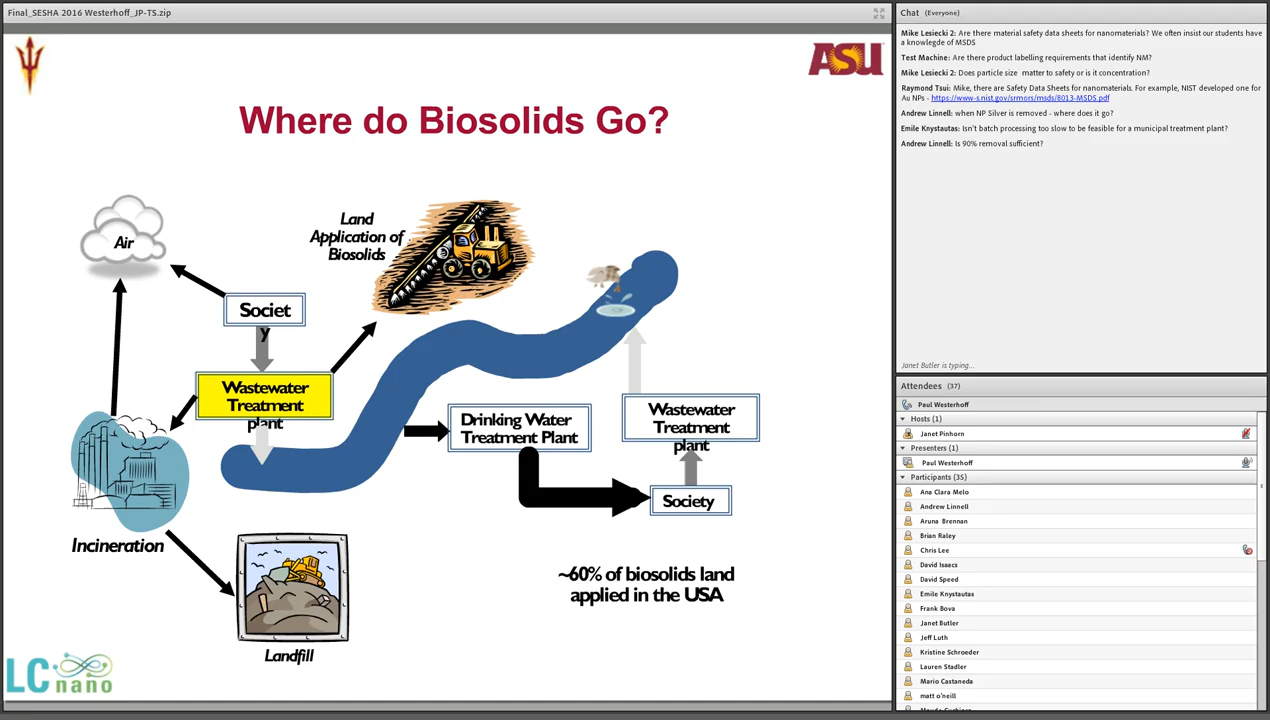 Final_SESHA 2016 Westerhoff_JP-TS.zip
ASU
Where do Biosolids Go?
Land
Application of
Biosolids
Air
Societ
y
Wastewater
Treatment
plant
Drinking Water
Treatment Plant
Wastewater
Treatment
plant
Society
Incineration
~60% of biosolids land
applied in the USA
Landfill
LC
nano
Chat (Everyone)
Mike Lesiecki 2: Are there material safety data sheets for nanomaterials? We often insist our students have
a knowlegde of MSDS
Test Machine: Are there product labelling requirements that identify NM?
Mike Lesiecki 2: Does particle size matter to safety or is it concentration?
Raymond Tsui: Mike, there are Safety Data Sheets for nanomaterials. For example, NIST developed one for
Au NPs - https://www-s.nist.gov/srmors/msds/8013-MSDS.pdf
Andrew Linnell: when NP Silver is removed - where does it go?
Emile Knystautas: Isn't batch processing too slow to be feasible for a municipal treatment plant?
Andrew Linnell: Is 90% removal sufficient?
Janet Butler is typing...
Attendees (37)
Paul Westerhoff
Hosts (1)
Janet Pinhorn
Presenters (1)
Paul Westerhoff
Participants (35)
Ana Clara Melo
Andrew Linnell
Aruna Brennan
Brian Raley
Chris Lee
David Isaacs
David Speed
Emile Knystautas
Frank Bova
Janet Butler
Jeff Luth
Kristine Schroeder
Lauren Stadler
Mario Castaneda
matt o'neill